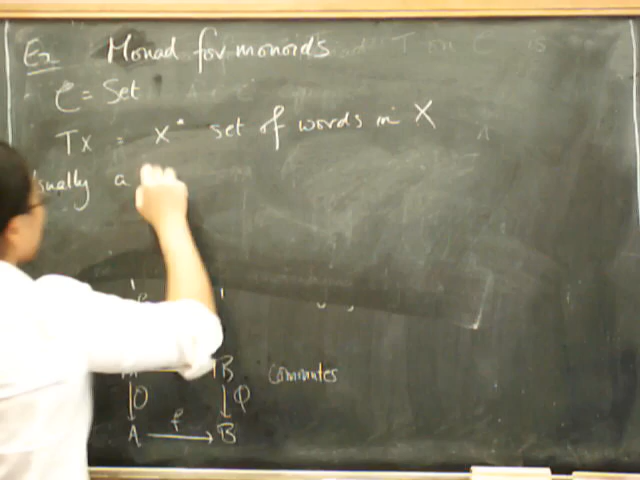 Ex Monad for monoids
C = Set
TX = X* set of words in X
usually a
B commutes
θ φ
A f B